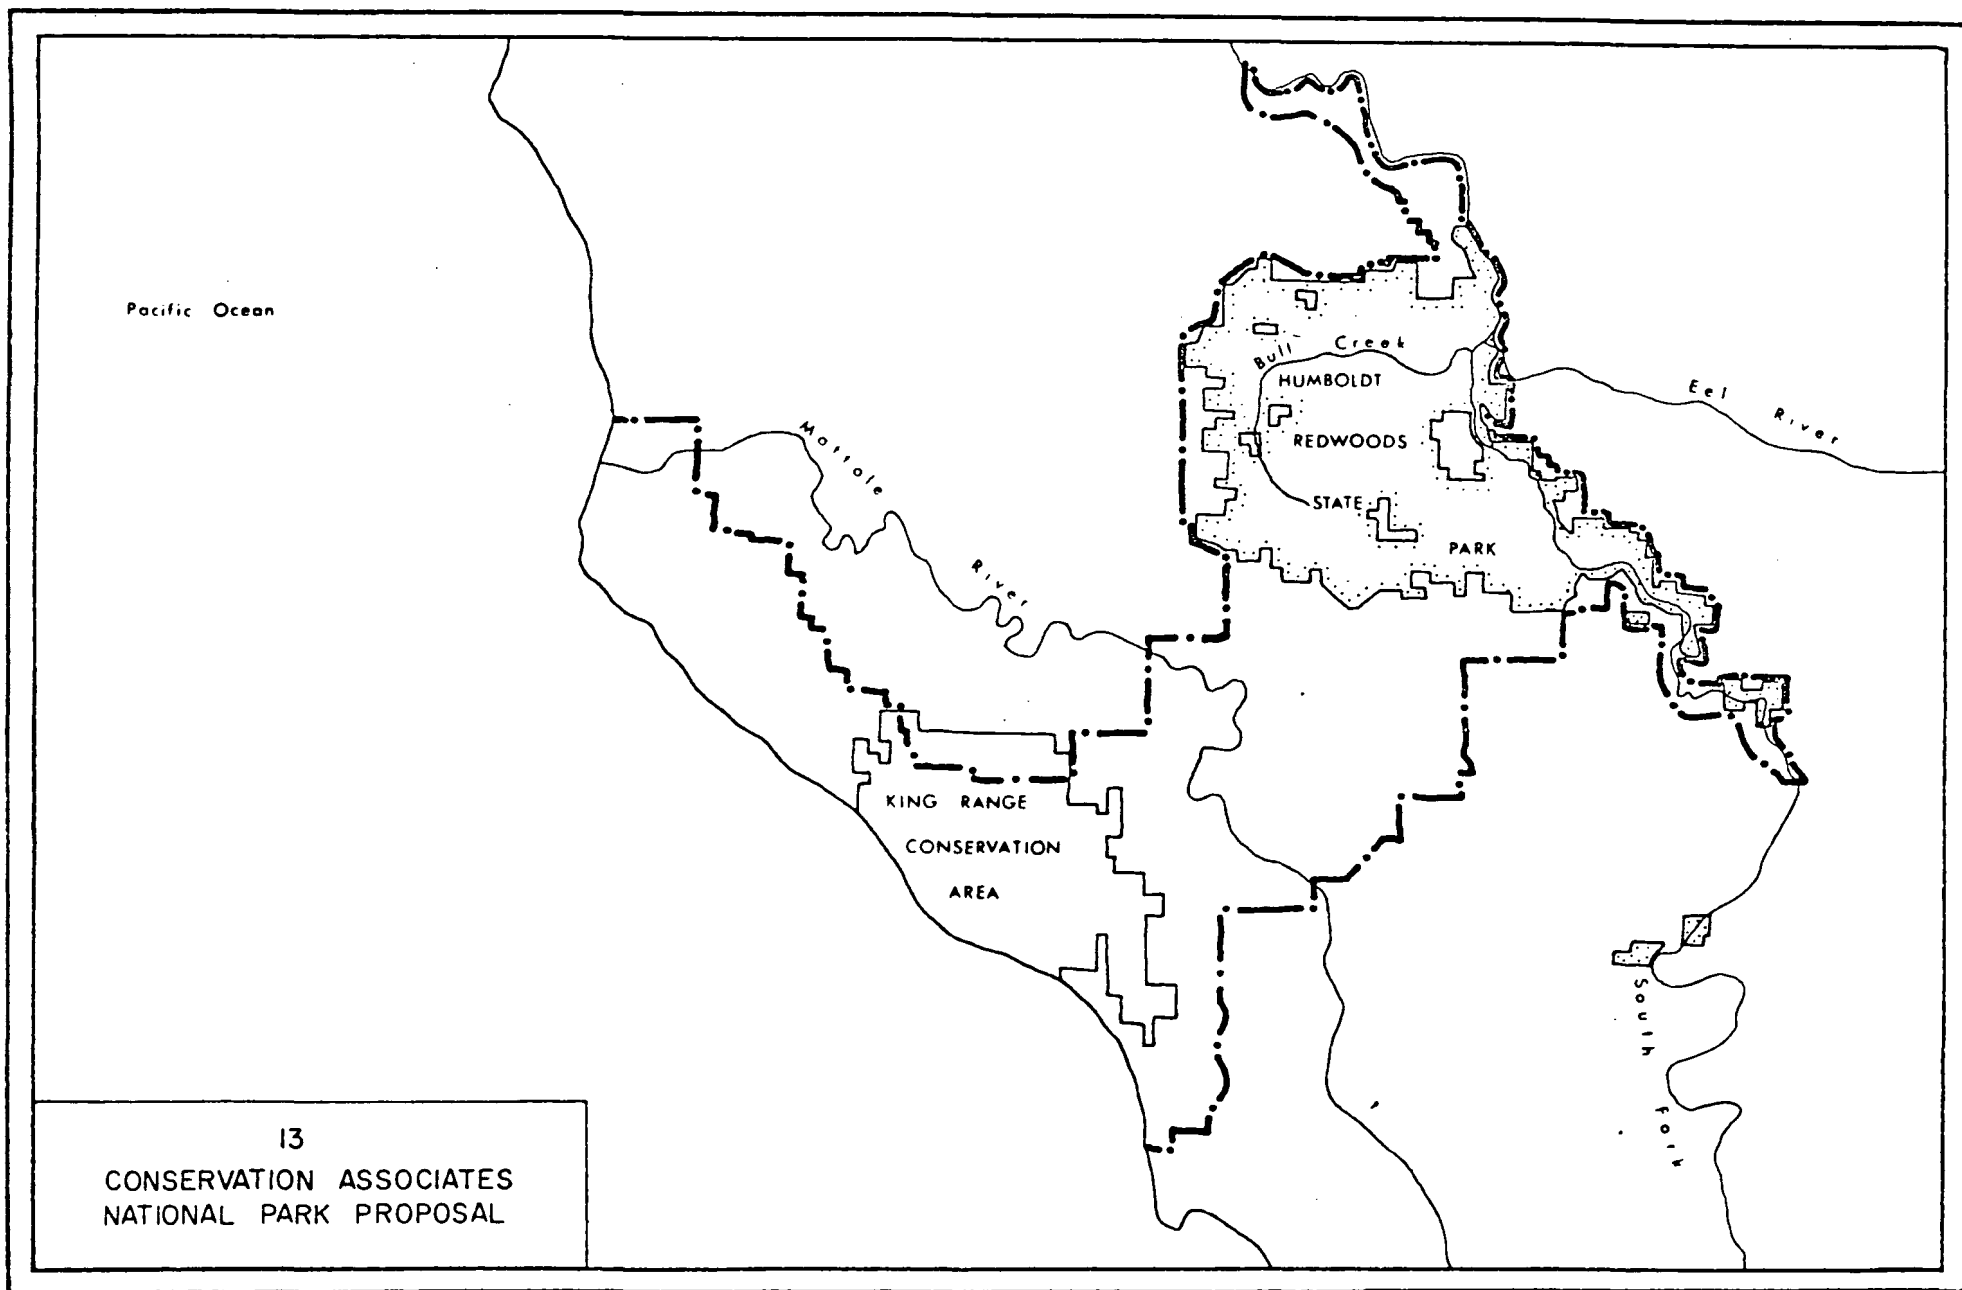 Pacific Ocean
Bull Creek
HUMBOLDT
REDWOODS
STATE
PARK
Eel River
Mattole River
KING RANGE
CONSERVATION
AREA
South Fork
13
CONSERVATION ASSOCIATES
NATIONAL PARK PROPOSAL